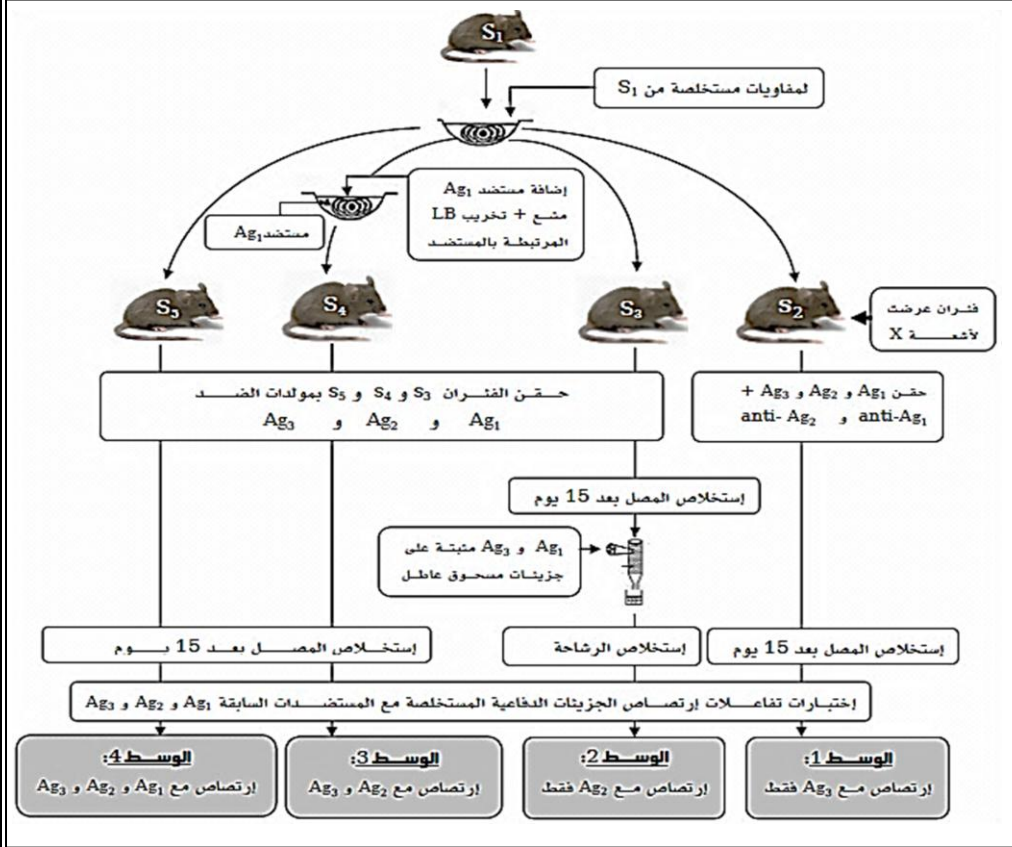 S₁
لمفاويات مستخلصة من S₁
إضافة مستضد Ag₁
مشع + تخريب LB
المرتبطة بالمستضد
مستضد Ag₁
S₅
S₄
S₃
S₂
فئران عرضت
لأشعة X
حقن الفئران S₃ و S₄ و S₅ بمولدات الضد
Ag₁ و Ag₂ و Ag₃
حقن Ag₁ و Ag₂ و Ag₃ +
anti-Ag₁ و anti- Ag₂
إستخلاص المصل بعد 15 يوم
Ag₁ و Ag₃ مثبتة على
جزيئات مسحوق عاطل
إستخلاص المصل بعد 15 يوم
إستخلاص الرشاحة
إستخلاص المصل بعد 15 يوم
إختبارات تفاعلات إرتصاص الجزيئات الدفاعية المستخلصة مع المستضدات السابقة Ag₁ و Ag₂ و Ag₃
الوسط 4:
إرتصاص مع Ag₁ و Ag₂ و Ag₃
الوسط 3:
إرتصاص مع Ag₂ و Ag₃
الوسط 2:
إرتصاص مع Ag₂ فقط
الوسط 1:
إرتصاص مع Ag₃ فقط